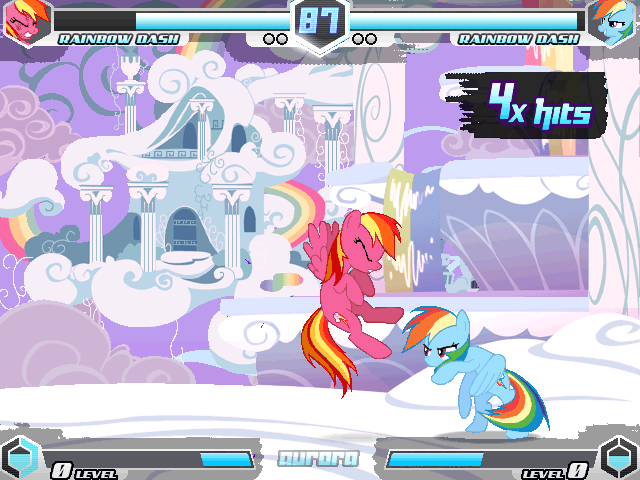 87
RAINBOW DASH
RAINBOW DASH
4x hits
0 LEVEL
aurora
LEVEL 0